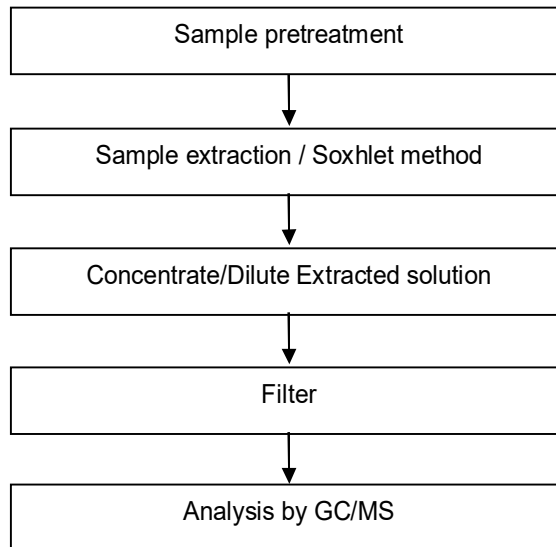 Sample pretreatment
Sample extraction / Soxhlet method
Concentrate/Dilute Extracted solution
Filter
Analysis by GC/MS